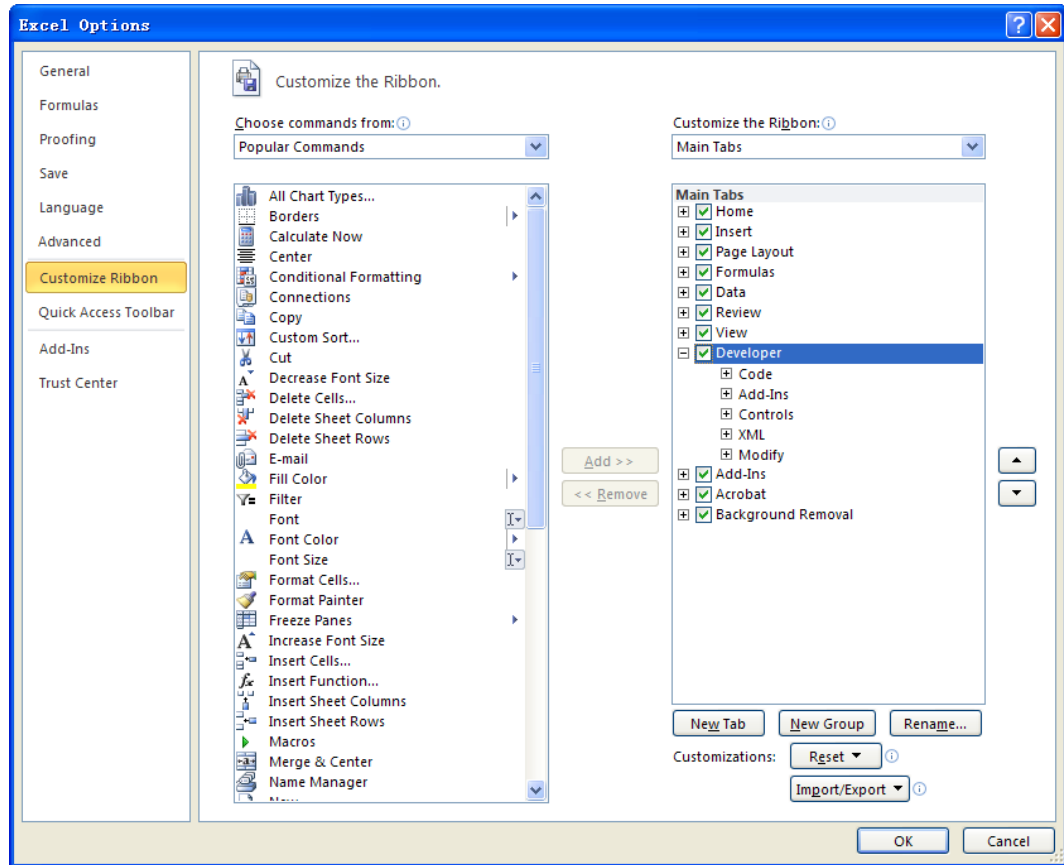 Excel Options
General
Formulas
Proofing
Save
Language
Advanced
Customize Ribbon
Quick Access Toolbar
Add-Ins
Trust Center
Customize the Ribbon.
Choose commands from:
Popular Commands
All Chart Types...
Borders
Calculate Now
Center
Conditional Formatting
Connections
Copy
Custom Sort...
Cut
Decrease Font Size
Delete Cells...
Delete Sheet Columns
Delete Sheet Rows
E-mail
Fill Color
Filter
Font
Font Color
Font Size
Format Cells...
Format Painter
Freeze Panes
Increase Font Size
Insert Cells...
Insert Function...
Insert Sheet Columns
Insert Sheet Rows
Macros
Merge & Center
Name Manager
Add >>
<< Remove
Customize the Ribbon:
Main Tabs
Main Tabs
Home
Insert
Page Layout
Formulas
Data
Review
View
Developer
Code
Add-Ins
Controls
XML
Modify
Add-Ins
Acrobat
Background Removal
New Tab New Group Rename...
Customizations: Reset
Import/Export
OK Cancel